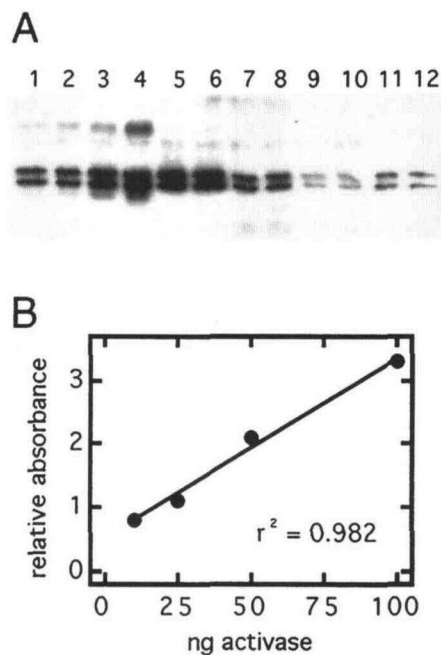 A
1 2 3 4 5 6 7 8 9 10 11 12
B
relative absorbance
3
2
1
0
r² = 0.982
0 25 50 75 100
ng activase